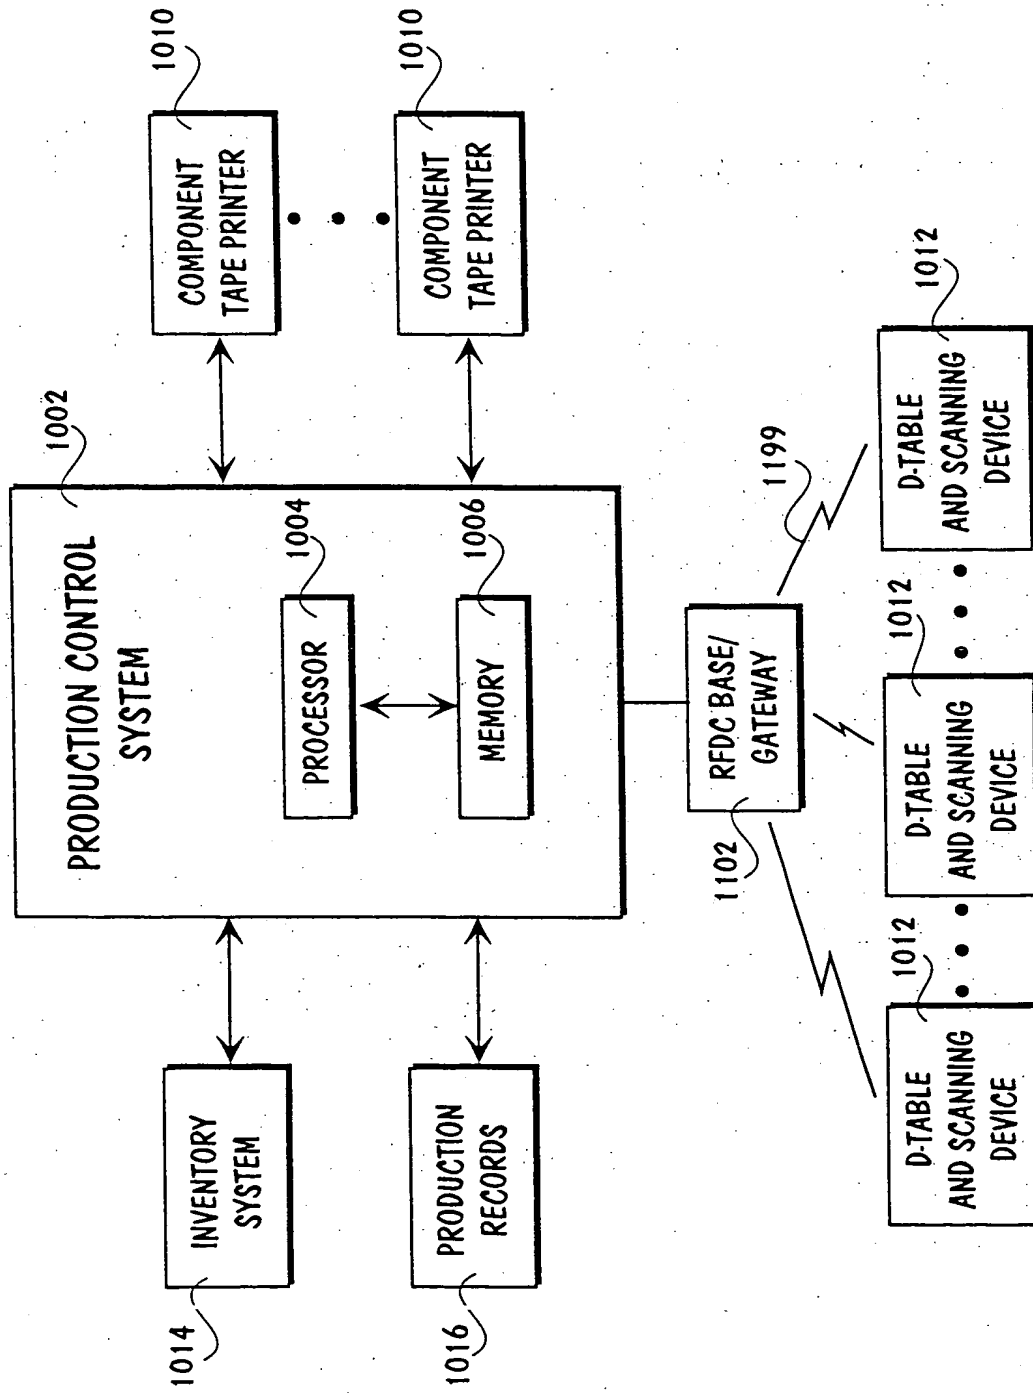 PRODUCTION CONTROL
SYSTEM
1002
PROCESSOR
1004
MEMORY
1006
INVENTORY
SYSTEM
1014
PRODUCTION
RECORDS
1016
COMPONENT
TAPE PRINTER
1010
COMPONENT
TAPE PRINTER
1010
RFDC BASE/
GATEWAY
1102
1199
D-TABLE
AND SCANNING
DEVICE
1012
D-TABLE
AND SCANNING
DEVICE
1012
D-TABLE
AND SCANNING
DEVICE
1012